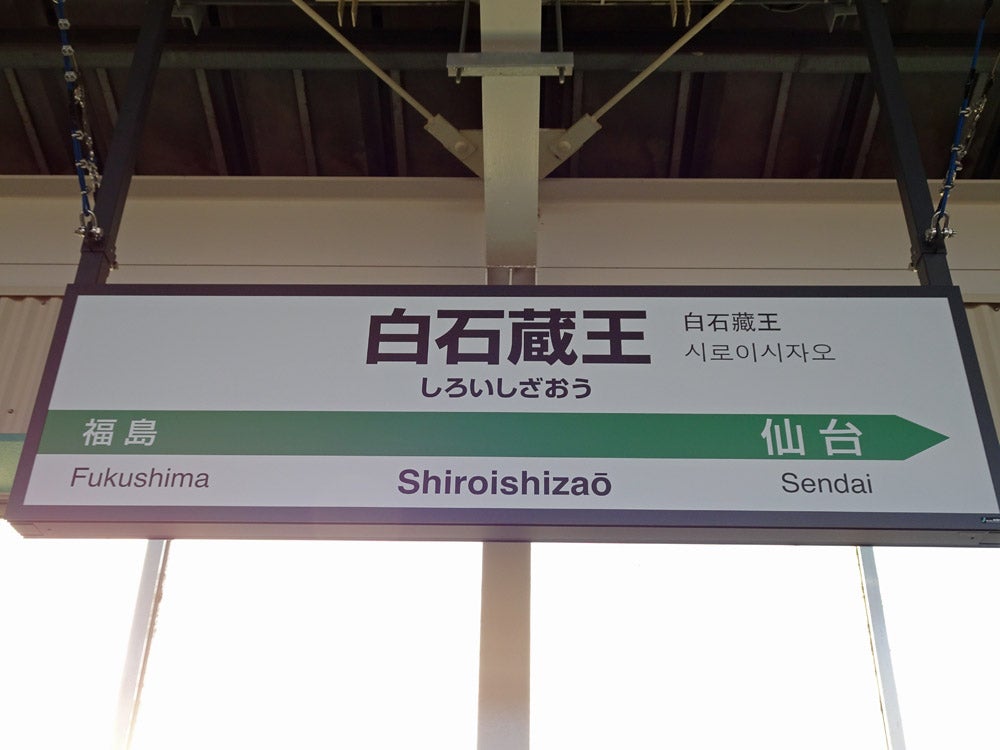 白石蔵王
しろいしざおう
白石藏王
시로이시자오
福島
仙台
Fukushima
Shiroishizaō
Sendai